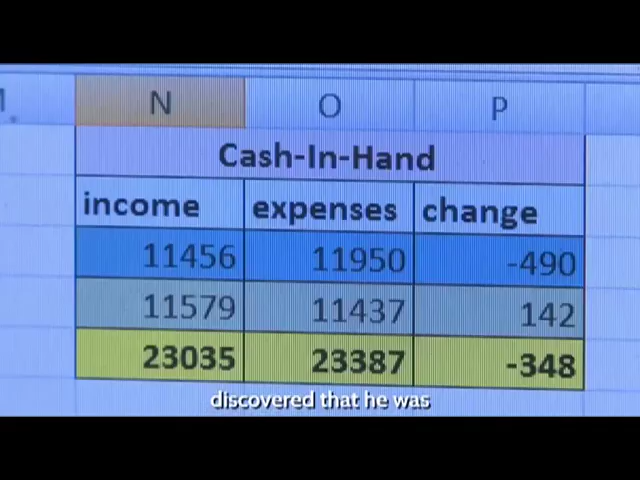 N O P
Cash-In-Hand
income expenses change
11456 11950 -490
11579 11437 142
23035 23387 -348
discovered that he was